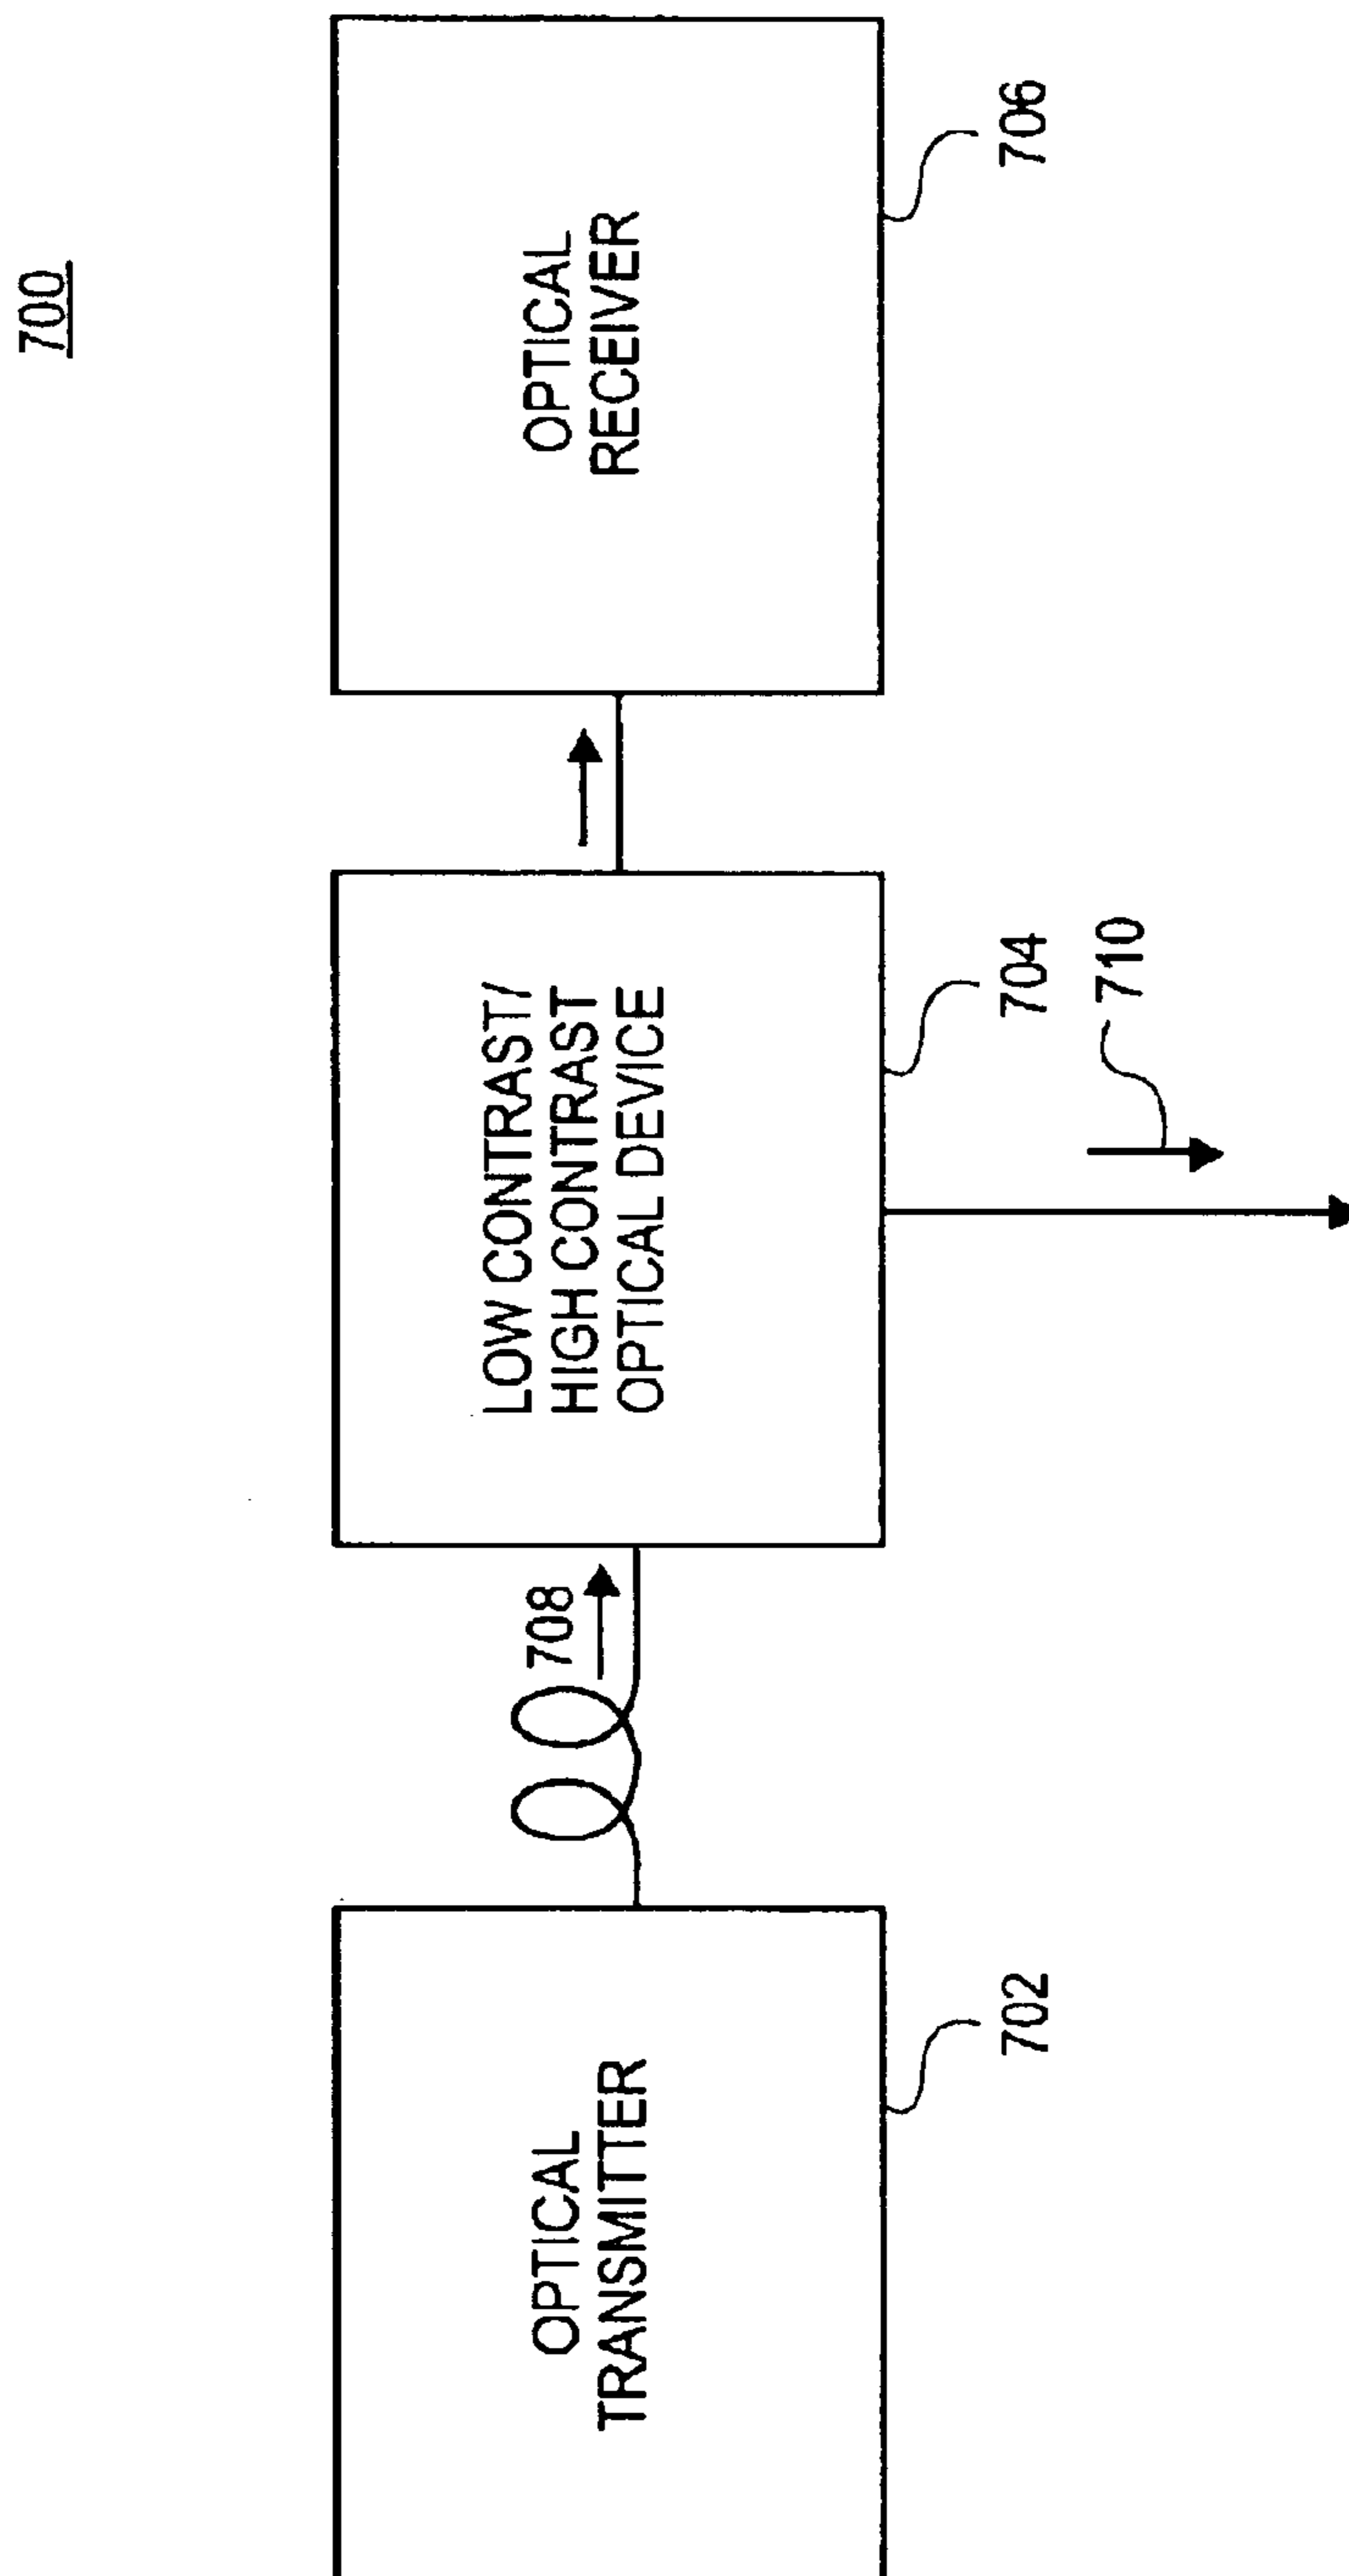 700
OPTICAL
TRANSMITTER
702
708
LOW CONTRAST/
HIGH CONTRAST
OPTICAL DEVICE
704
710
OPTICAL
RECEIVER
706